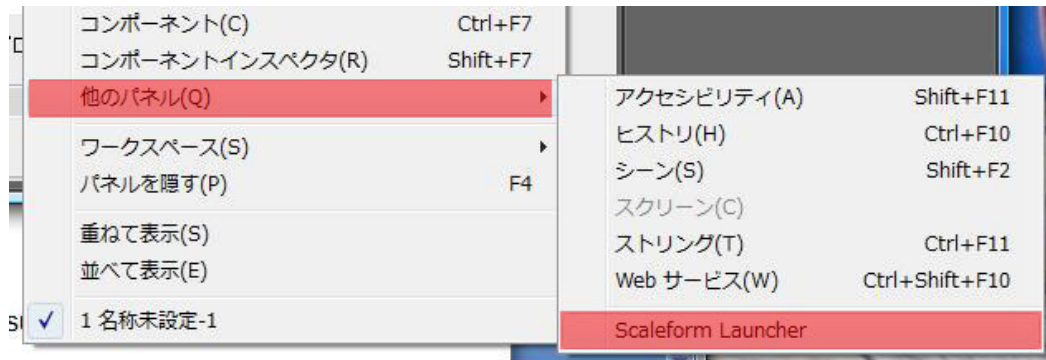 コンポーネント(C) Ctrl+F7
コンポーネントインスペクタ(R) Shift+F7
他のパネル(Q)
ワークスペース(S)
パネルを隠す(P) F4
重ねて表示(S)
並べて表示(E)
1 名称未設定-1
アクセシビリティ(A) Shift+F11
ヒストリ(H) Ctrl+F10
シーン(S) Shift+F2
スクリーン(C)
ストリング(T) Ctrl+F11
Web サービス(W) Ctrl+Shift+F10
Scaleform Launcher